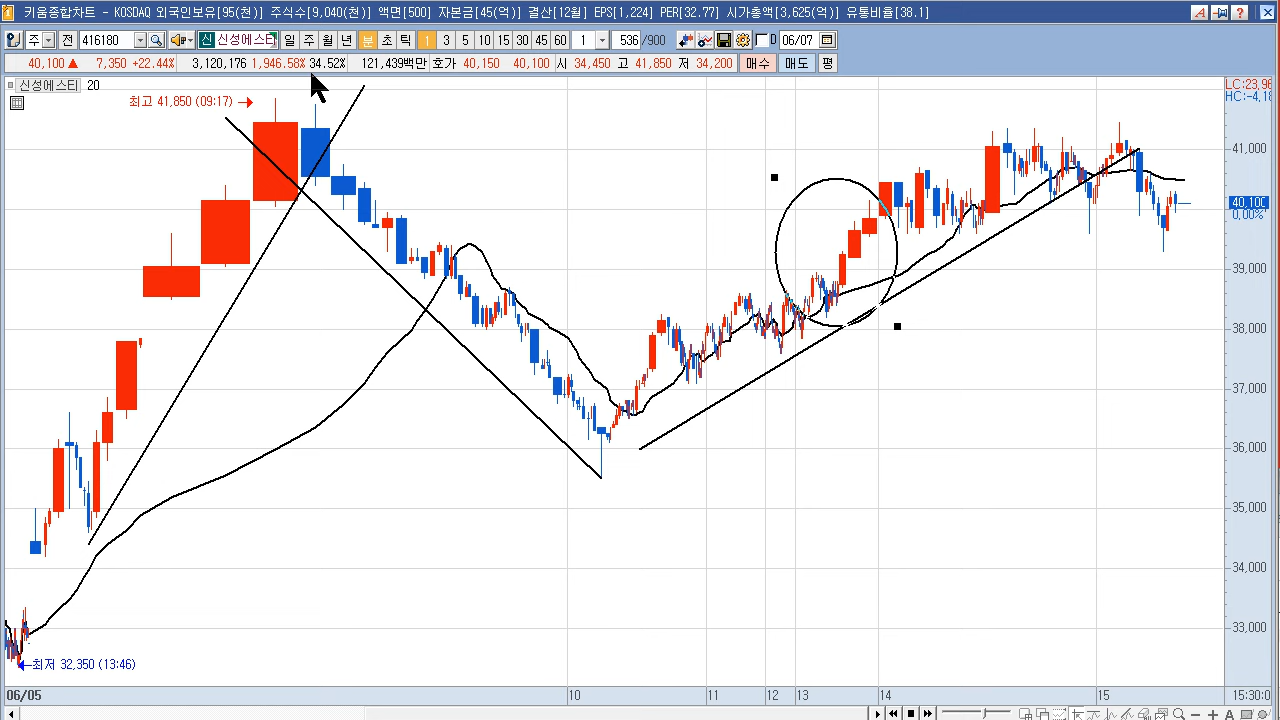 키움종합차트 - KOSDAQ 외국인보유[95(천)] 주식수[9,040(천)] 액면[500] 자본금[45(억)] 결산[12월] EPS[1,224] PER[32.77] 시가총액[3,625(억)] 유통비율[38.1]
주 전 416180 신 신성에스티 일 주 월 년 분 초 틱 1 3 5 10 15 30 45 60 1 536 /900 D 06/07
40,100 ▲ 7,350 +22.44% 3,120,176 1,946.58% 34.52% 121,439백만 호가 40,150 40,100 시 34,450 고 41,850 저 34,200 매수 매도 평
신성에스티 20
LC:23,96
HC:-4,18
최고 41,850 (09:17) →
41,000
40,100
0.00%
39,000
38,000
37,000
36,000
35,000
34,000
33,000
←최저 32,350 (13:46)
06/05 10 11 12 13 14 15 15:30:0